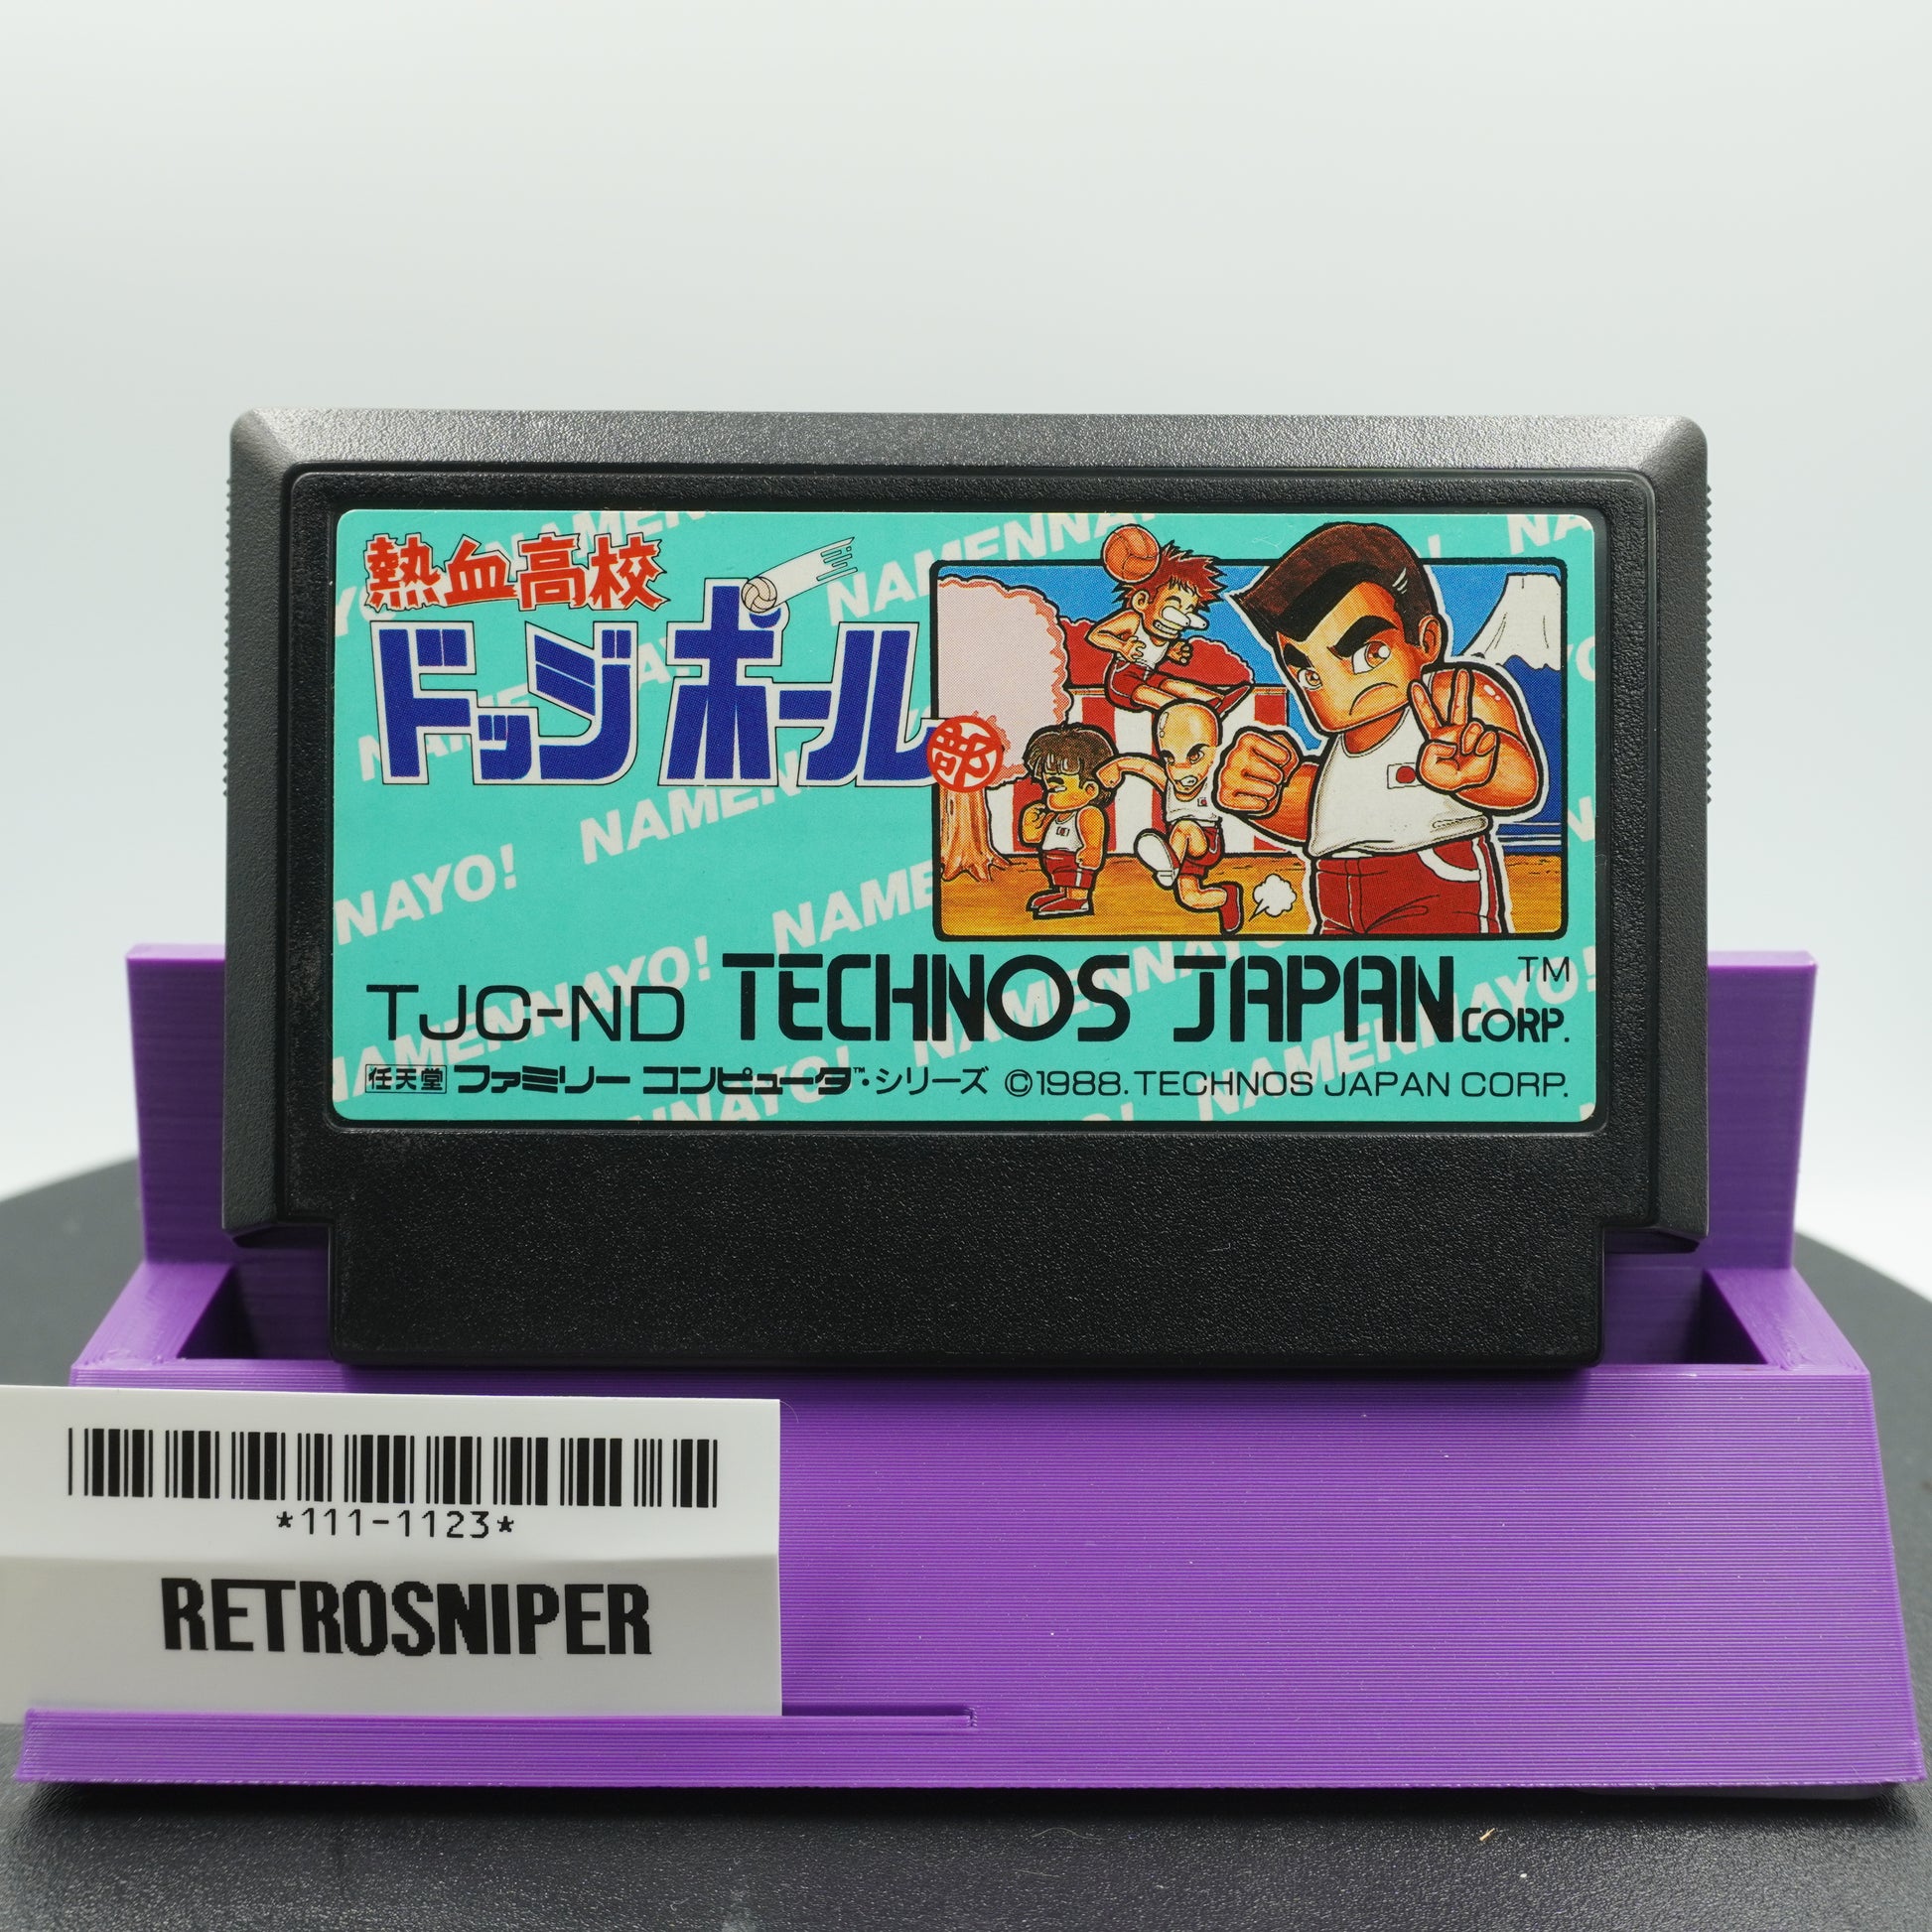 熱血高校
ドッジボール部
NAMENNAYO!
TJC-ND TECHNOS JAPAN CORP.™
任天堂 ファミリー コンピュータ™・シリーズ ©1988. TECHNOS JAPAN CORP.
*111-1123*
RETROSNIPER